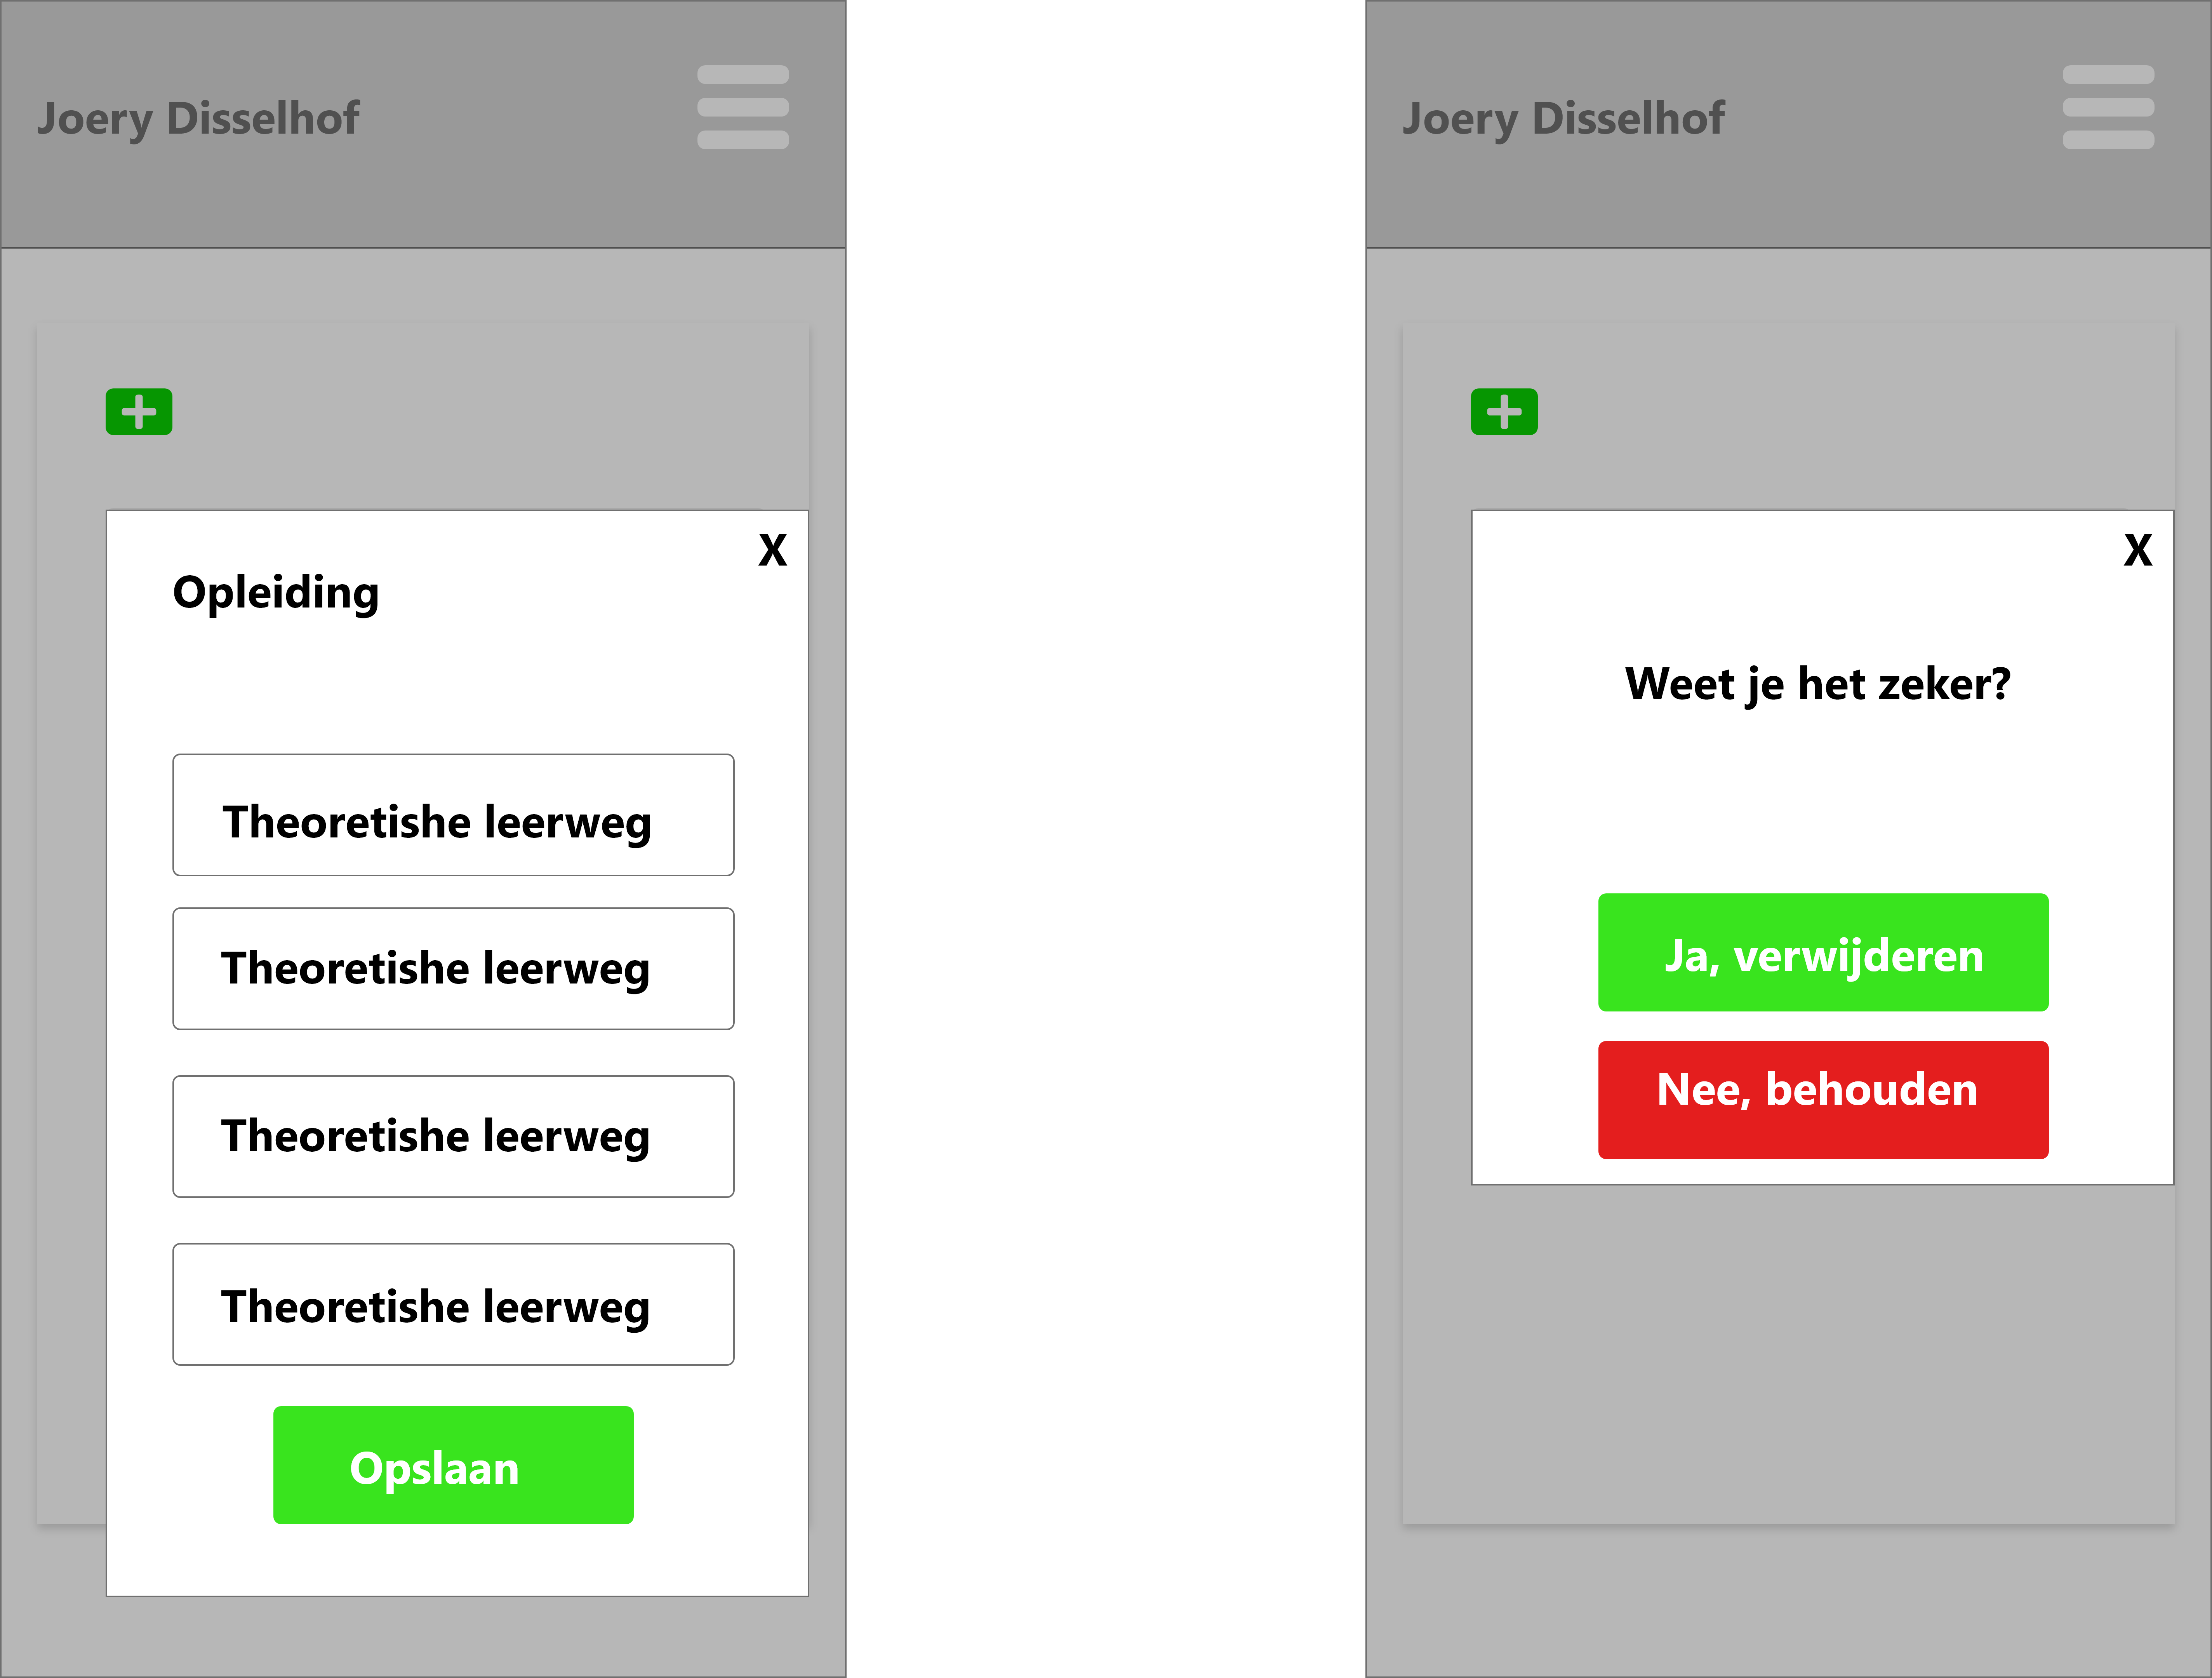 Joery Disselhof
X
Opleiding
Theoretishe leerweg
Theoretishe leerweg
Theoretishe leerweg
Theoretishe leerweg
Opslaan
Joery Disselhof
X
Weet je het zeker?
Ja, verwijderen
Nee, behouden